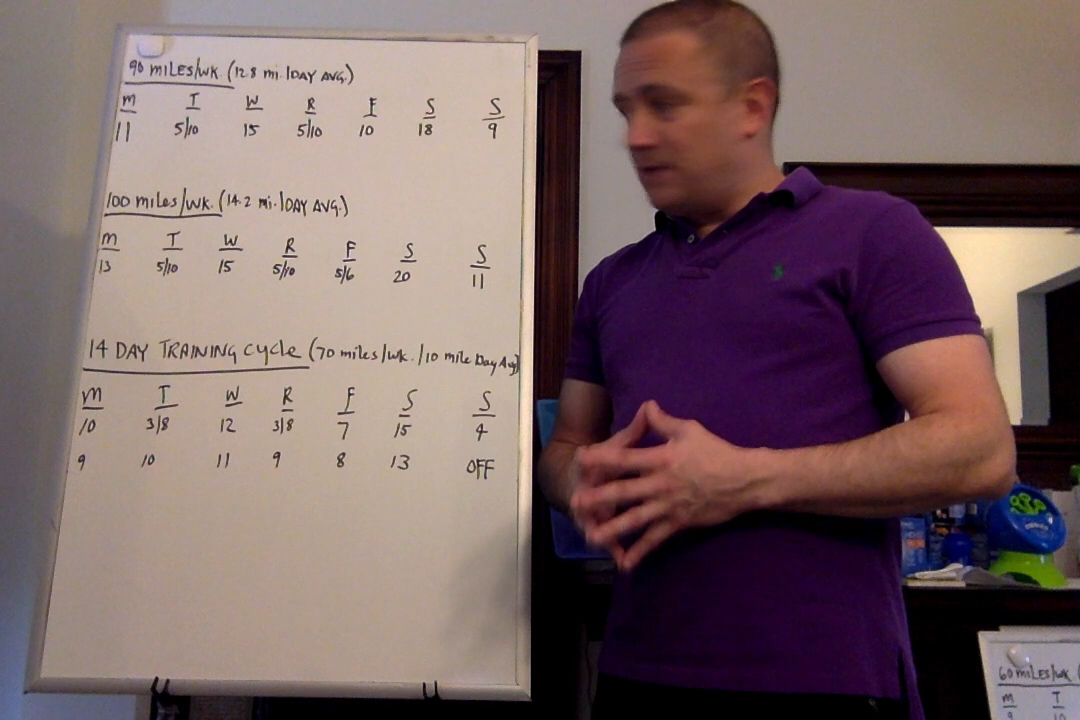 90 MILES/WK. (12.8 MI./DAY AVG.)
M T W R F S S
11 5/10 15 5/10 10 18 9
100 MILES/WK. (14.2 MI./DAY AVG.)
M T W R F S S
13 5/10 15 5/10 5/6 20 11
14 DAY TRAINING CYCLE (70 MILES/WK./10 MILE DAY AVG)
M T W R F S S
10 3/8 12 3/8 7 15 4
9 10 11 9 8 13 OFF
60 MILES/WK (
M T
9 10